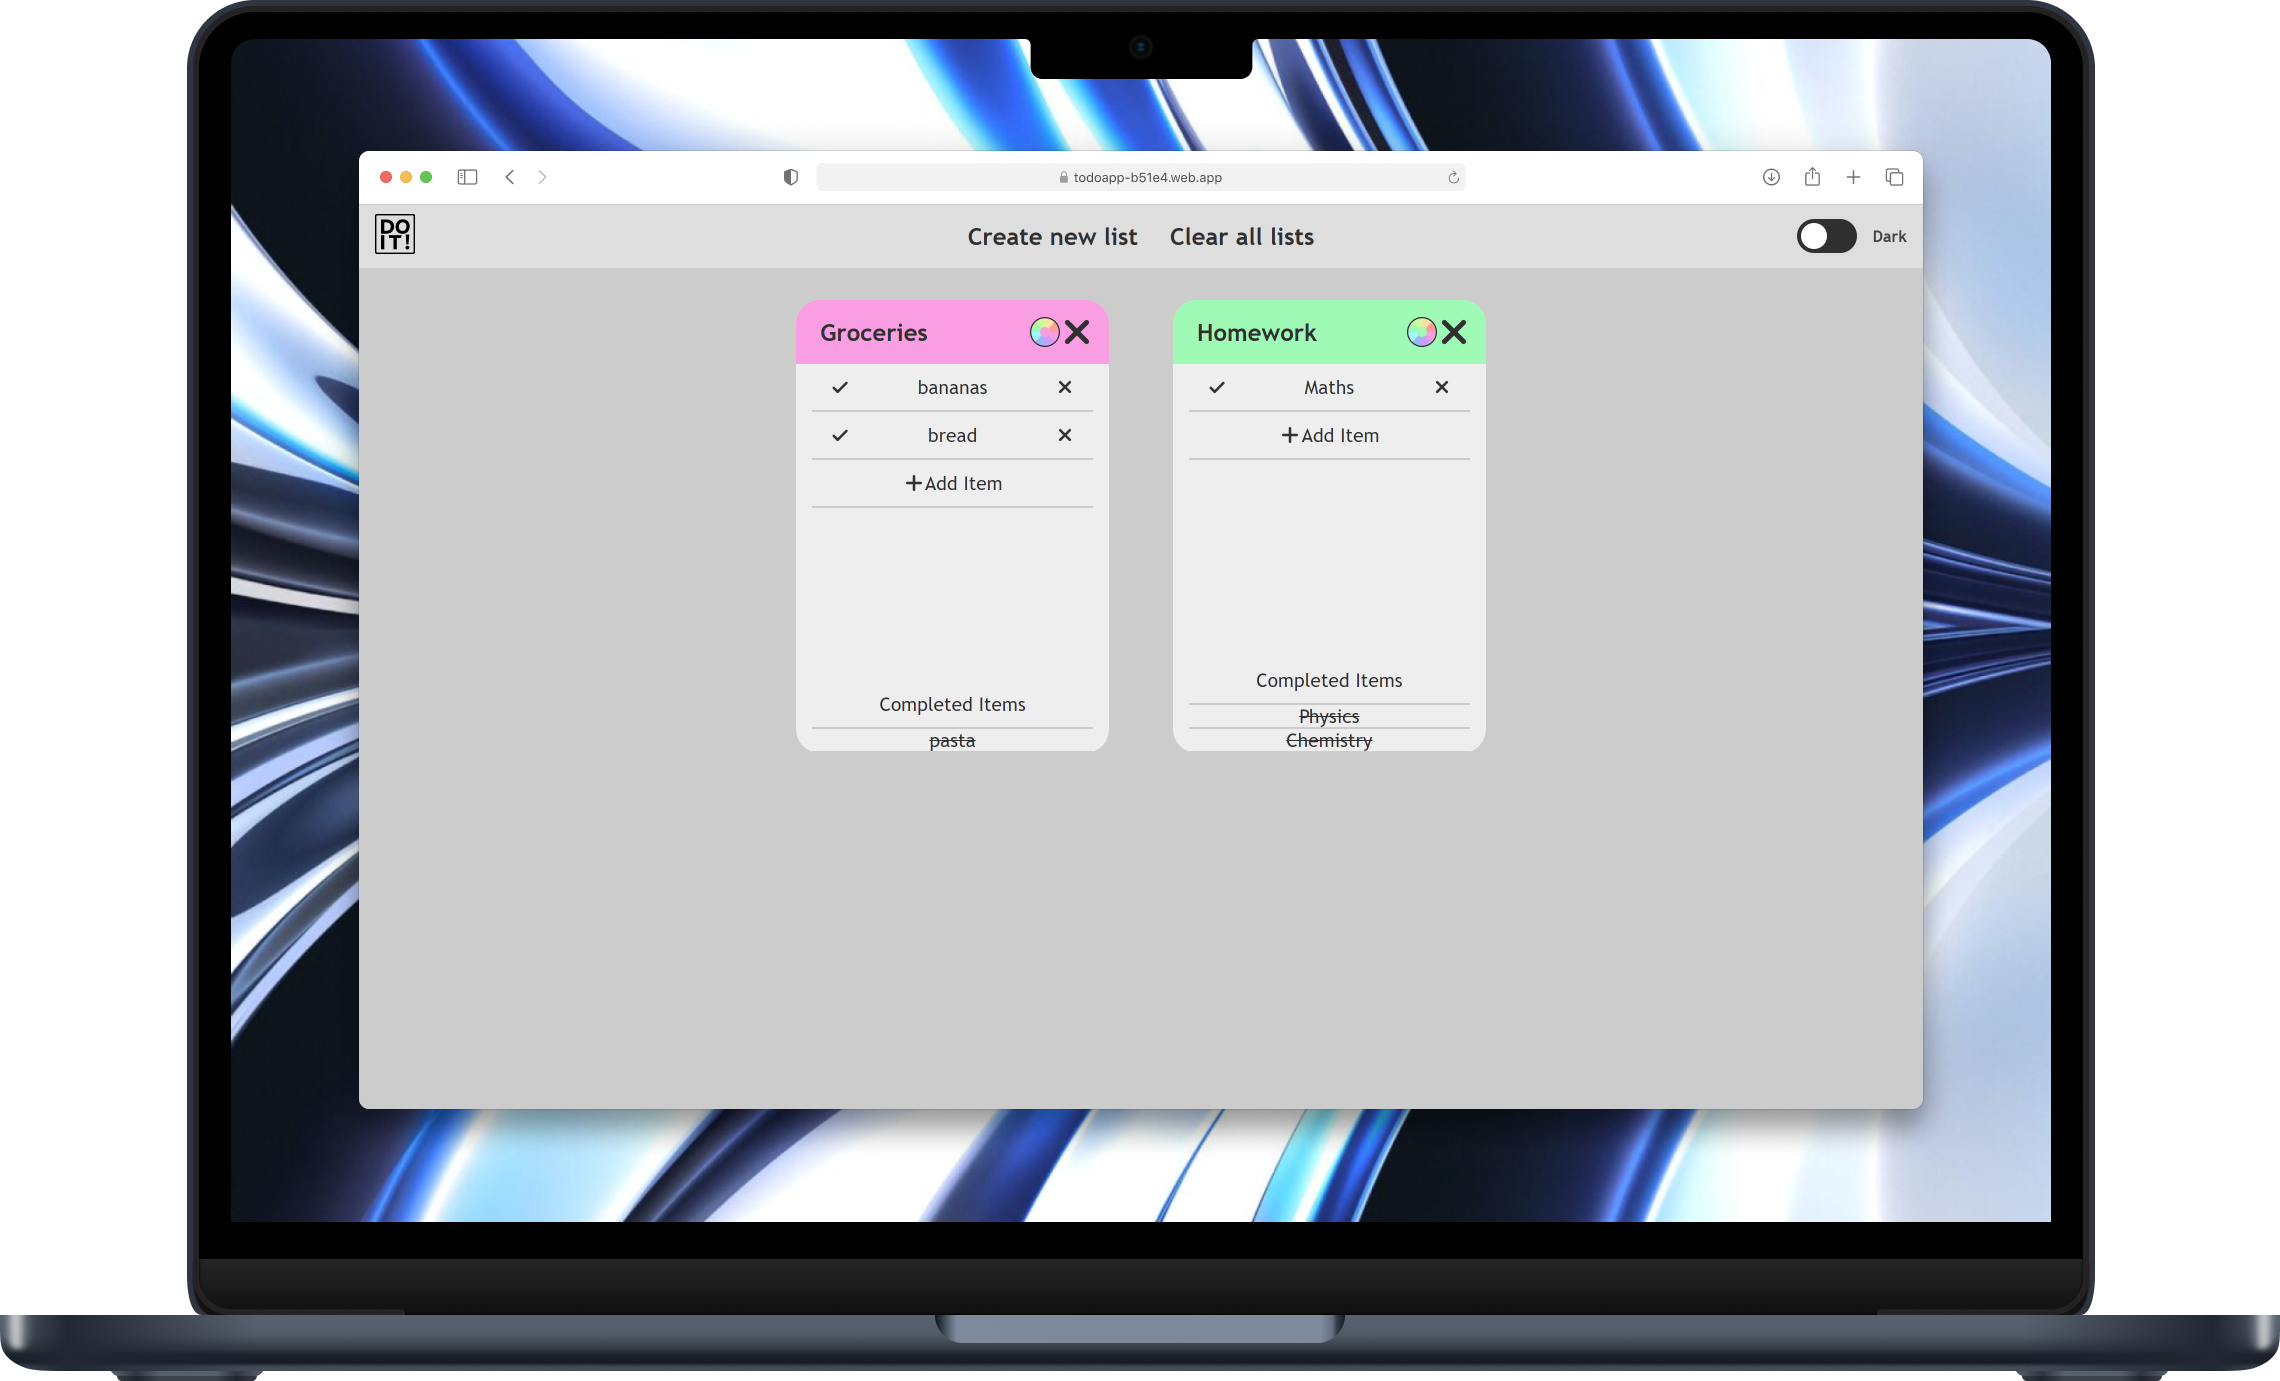 todoapp-b51e4.web.app
DO
IT!
Create new list
Clear all lists
Dark
Groceries
bananas
bread
Add Item
Completed Items
pasta
Homework
Maths
Add Item
Completed Items
Physics
Chemistry